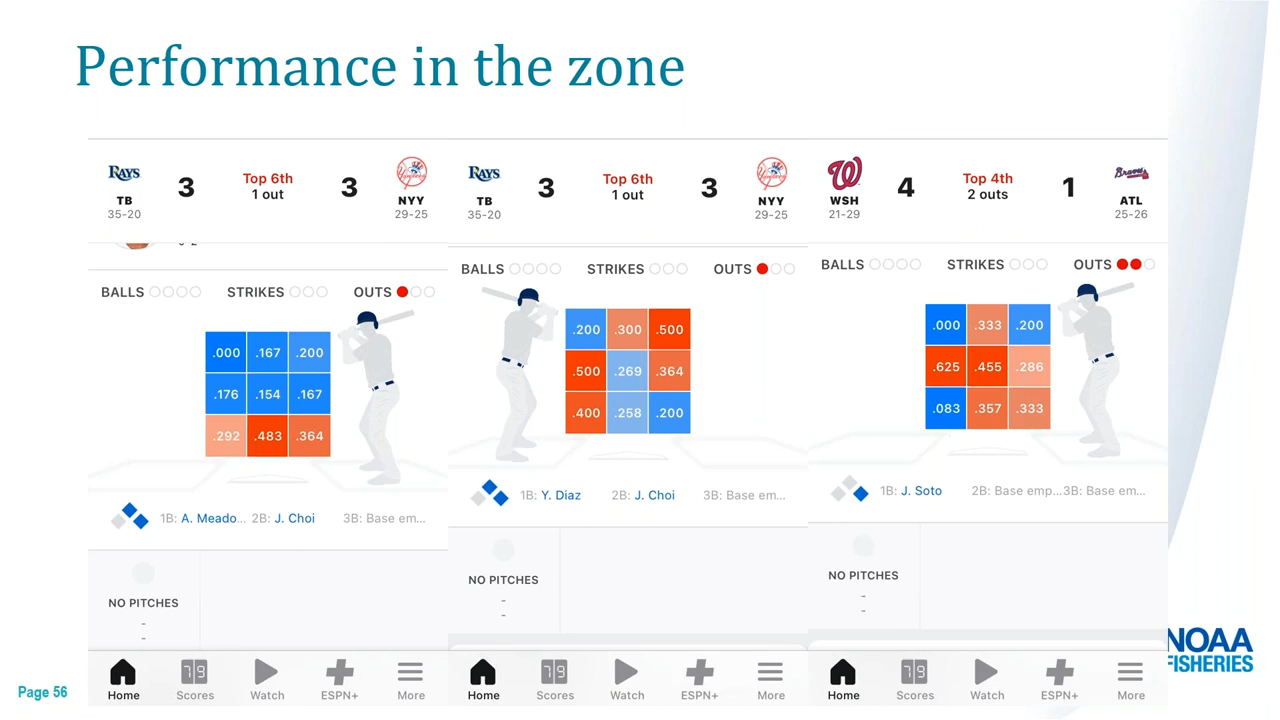 Performance in the zone
RAYS
TB
35-20
3
Top 6th
1 out
3
NYY
29-25
BALLS STRIKES OUTS
.000 .167 .200
.176 .154 .167
.292 .483 .364
1B: A. Meado... 2B: J. Choi 3B: Base em...
NO PITCHES
-
-
Home Scores Watch ESPN+ More
RAYS
TB
35-20
3
Top 6th
1 out
3
NYY
29-25
BALLS STRIKES OUTS
.200 .300 .500
.500 .269 .364
.400 .258 .200
1B: Y. Diaz 2B: J. Choi 3B: Base em...
NO PITCHES
-
-
Home Scores Watch ESPN+ More
W
WSH
21-29
4
Top 4th
2 outs
1
Braves
ATL
25-26
BALLS STRIKES OUTS
.000 .333 .200
.625 .455 .286
.083 .357 .333
1B: J. Soto 2B: Base emp... 3B: Base em...
NO PITCHES
-
-
Home Scores Watch ESPN+ More
NOAA
FISHERIES
Page 56